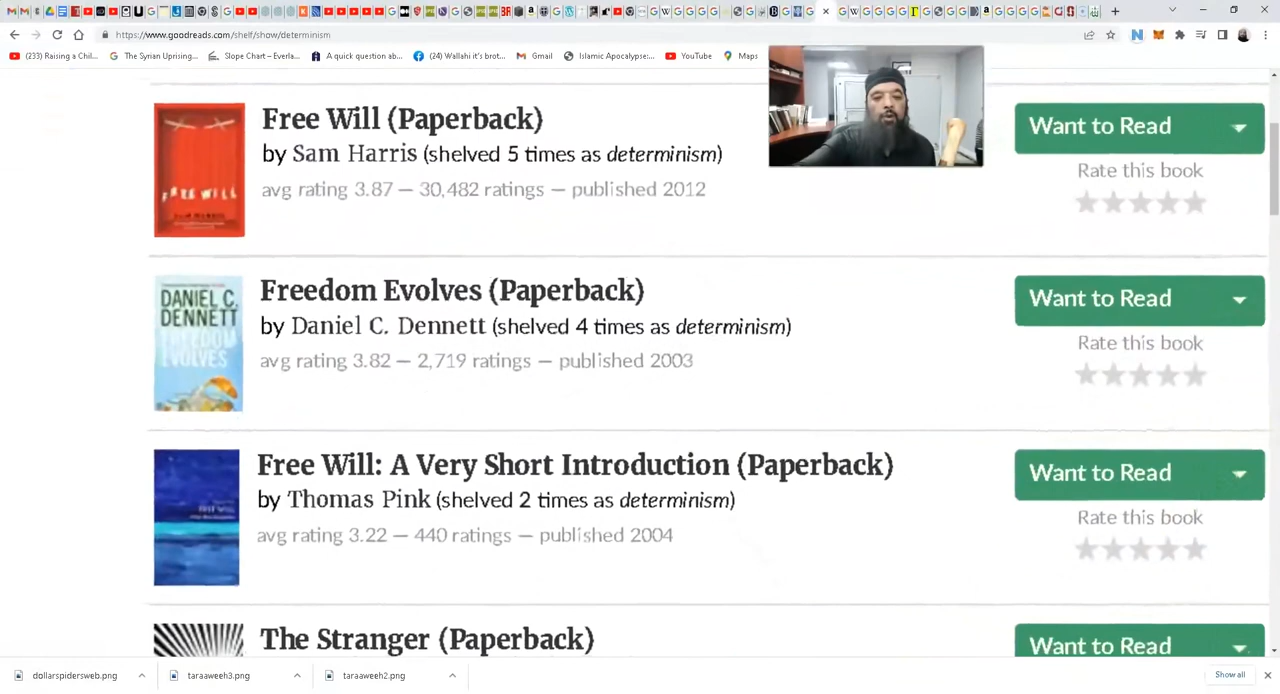 https://www.goodreads.com/shelf/show/determinism
(233) Raising a Chil...
The Syrian Uprising...
Slope Chart – Everla...
A quick question ab...
(24) Wallahi it's brot...
Gmail
Islamic Apocalypse:...
YouTube
Maps
Free Will (Paperback)
by Sam Harris (shelved 5 times as determinism)
avg rating 3.87 — 30,482 ratings — published 2012
Want to Read
Rate this book
FREE WILL
DANIEL C.
DENNETT
FREEDOM
EVOLVES
Freedom Evolves (Paperback)
by Daniel C. Dennett (shelved 4 times as determinism)
avg rating 3.82 — 2,719 ratings — published 2003
Want to Read
Rate this book
FREE WILL
Free Will: A Very Short Introduction (Paperback)
by Thomas Pink (shelved 2 times as determinism)
avg rating 3.22 — 440 ratings — published 2004
Want to Read
Rate this book
The Stranger (Paperback)
Want to Read
dollarspidersweb.png
taraaweeh3.png
taraaweeh2.png
Show all